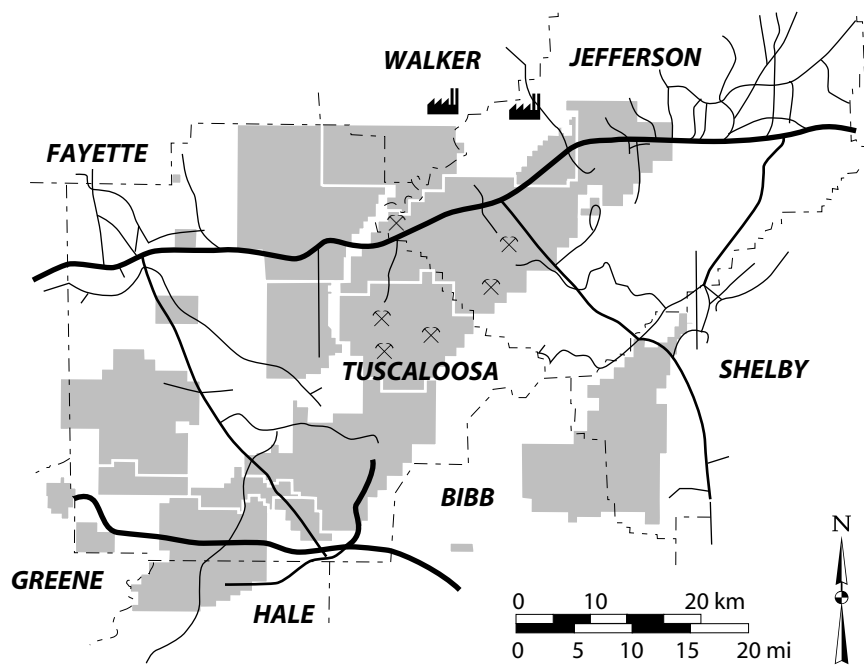 WALKER
JEFFERSON
FAYETTE
TUSCALOOSA
SHELBY
BIBB
GREENE
HALE
N
0 10 20 km
0 5 10 15 20 mi